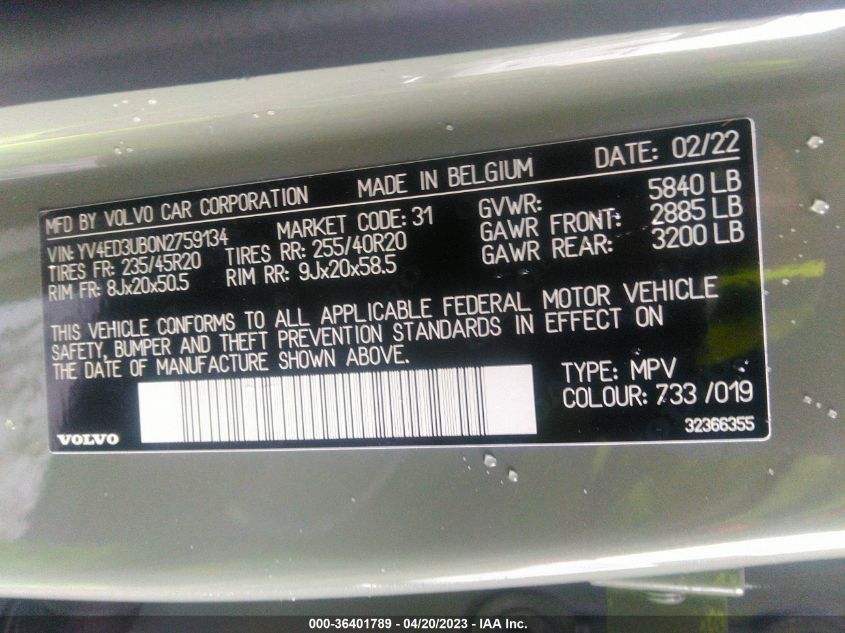 MFD BY VOLVO CAR CORPORATION MADE IN BELGIUM DATE: 02/22
VIN: YV4ED3UB0N2759134 MARKET CODE: 31 GVWR: 5840 LB
TIRES FR: 235/45R20 TIRES RR: 255/40R20 GAWR FRONT: 2885 LB
RIM FR: 8Jx20x50.5 RIM RR: 9Jx20x58.5 GAWR REAR: 3200 LB
THIS VEHICLE CONFORMS TO ALL APPLICABLE FEDERAL MOTOR VEHICLE
SAFETY, BUMPER AND THEFT PREVENTION STANDARDS IN EFFECT ON
THE DATE OF MANUFACTURE SHOWN ABOVE.
TYPE: MPV
COLOUR: 733 /019
VOLVO 32366355
000-36401789 - 04/20/2023 - IAA Inc.